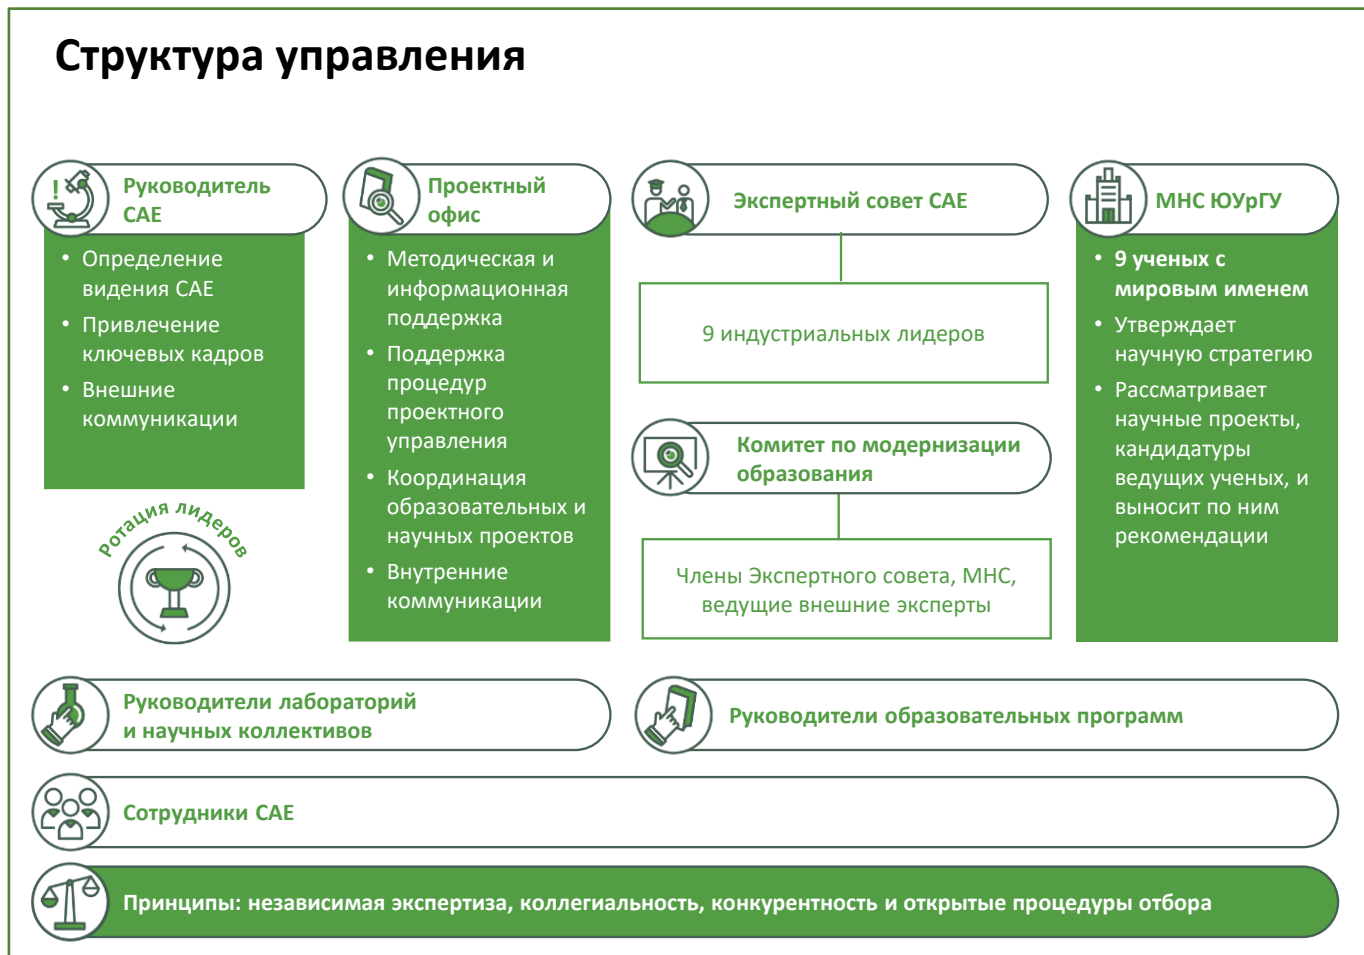 Структура управления
Руководитель
САЕ
• Определение
видения САЕ
• Привлечение
ключевых кадров
• Внешние
коммуникации
Ротация лидеров
Проектный
офис
• Методическая и
информационная
поддержка
• Поддержка
процедур
проектного
управления
• Координация
образовательных и
научных проектов
• Внутренние
коммуникации
Экспертный совет САЕ
9 индустриальных лидеров
Комитет по модернизации
образования
Члены Экспертного совета, МНС,
ведущие внешние эксперты
МНС ЮУрГУ
• 9 ученых с
мировым именем
• Утверждает
научную стратегию
• Рассматривает
научные проекты,
кандидатуры
ведущих ученых, и
выносит по ним
рекомендации
Руководители лабораторий
и научных коллективов
Руководители образовательных программ
Сотрудники САЕ
Принципы: независимая экспертиза, коллегиальность, конкурентность и открытые процедуры отбора